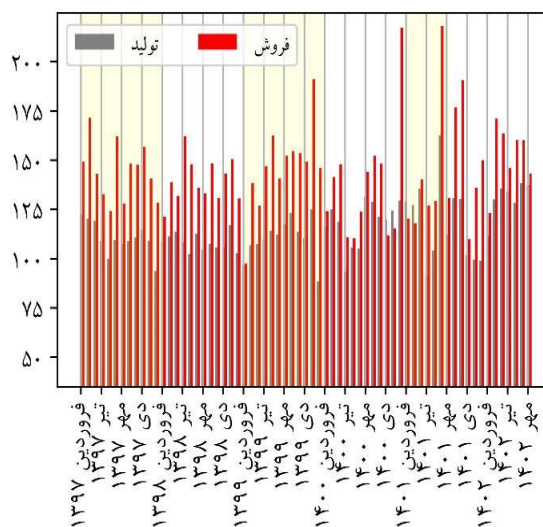 تولید
فروش
۲۰۰
۱۷۵
۱۵۰
۱۲۵
۱۰۰
۷۵
۵۰
فروردین ۱۳۹۷
تیر ۱۳۹۷
مهر ۱۳۹۷
دی ۱۳۹۷
فروردین ۱۳۹۸
تیر ۱۳۹۸
مهر ۱۳۹۸
دی ۱۳۹۸
فروردین ۱۳۹۹
تیر ۱۳۹۹
مهر ۱۳۹۹
دی ۱۳۹۹
فروردین ۱۴۰۰
تیر ۱۴۰۰
مهر ۱۴۰۰
دی ۱۴۰۰
فروردین ۱۴۰۱
تیر ۱۴۰۱
مهر ۱۴۰۱
دی ۱۴۰۱
فروردین ۱۴۰۲
تیر ۱۴۰۲
مهر ۱۴۰۲